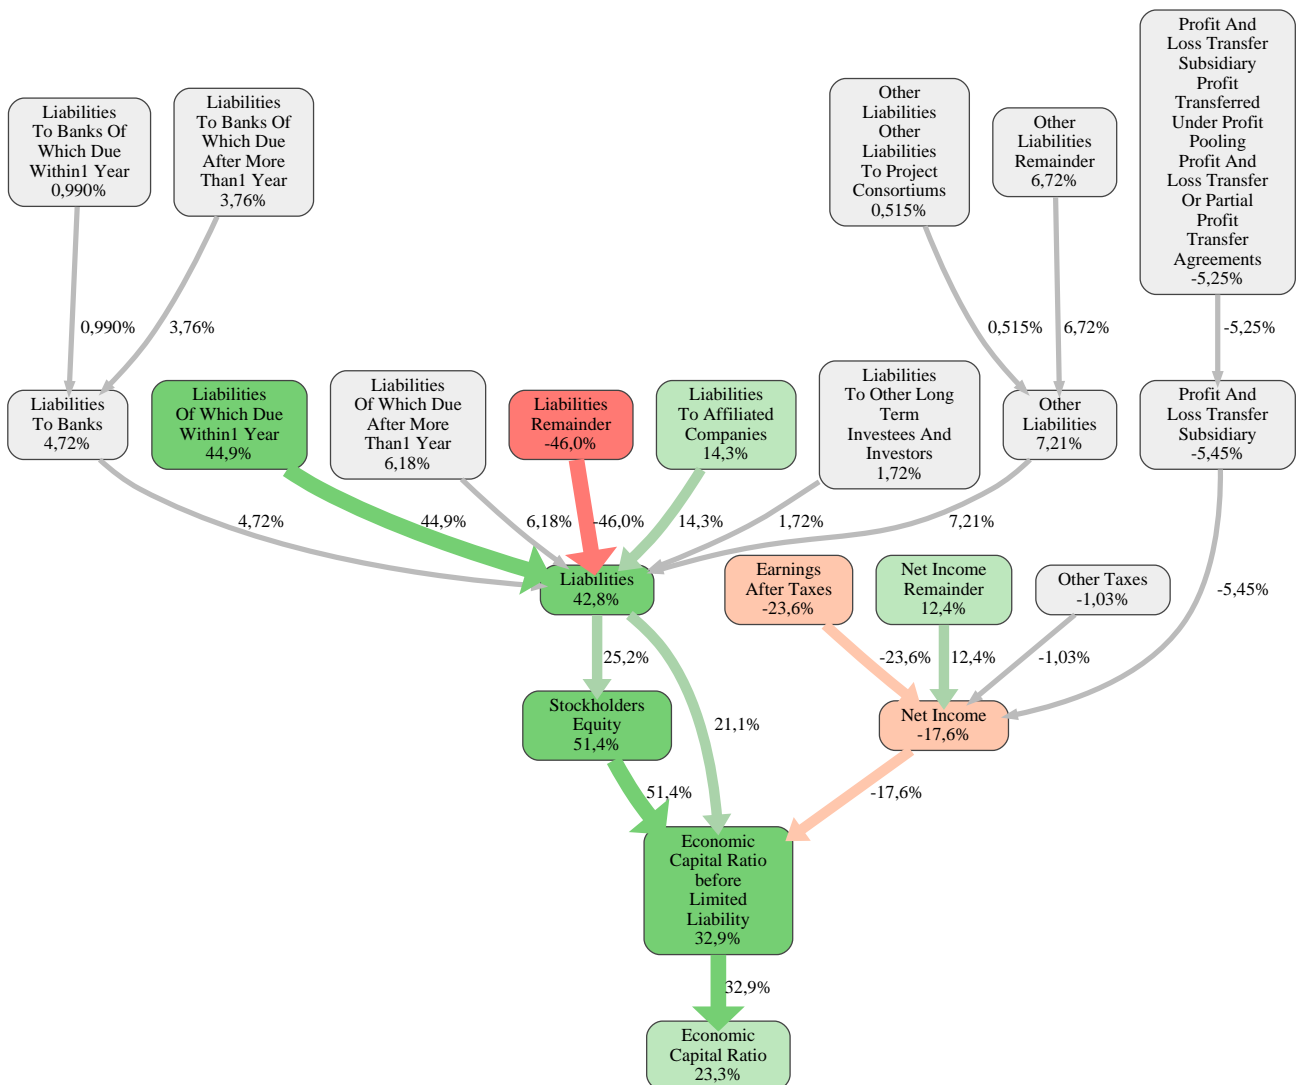 Profit And
Loss Transfer
Subsidiary
Profit
Transferred
Under Profit
Pooling
Profit And
Loss Transfer
Or Partial
Profit
Transfer
Agreements
-5,25%
Liabilities
To Banks Of
Which Due
Within1 Year
0,990%
Liabilities
To Banks Of
Which Due
After More
Than1 Year
3,76%
Other
Liabilities
Other
Liabilities
To Project
Consortiums
0,515%
Other
Liabilities
Remainder
6,72%
0,990%
3,76%
0,515%
6,72%
-5,25%
Liabilities
To Banks
4,72%
Liabilities
Of Which Due
Within1 Year
44,9%
Liabilities
Of Which Due
After More
Than1 Year
6,18%
Liabilities
Remainder
-46,0%
Liabilities
To Affiliated
Companies
14,3%
Liabilities
To Other Long
Term
Investees And
Investors
1,72%
Other
Liabilities
7,21%
Profit And
Loss Transfer
Subsidiary
-5,45%
4,72%
44,9%
6,18%
-46,0%
14,3%
1,72%
7,21%
-5,45%
Liabilities
42,8%
Earnings
After Taxes
-23,6%
Net Income
Remainder
12,4%
Other Taxes
-1,03%
25,2%
-23,6%
12,4%
-1,03%
Stockholders
Equity
51,4%
21,1%
Net Income
-17,6%
51,4%
-17,6%
Economic
Capital Ratio
before
Limited
Liability
32,9%
32,9%
Economic
Capital Ratio
23,3%